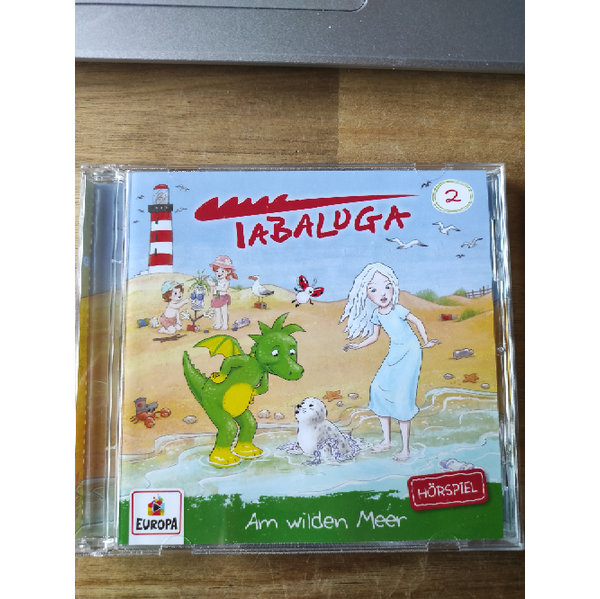 2
TABALUGA
HÖRSPIEL
EUROPA
Am wilden Meer